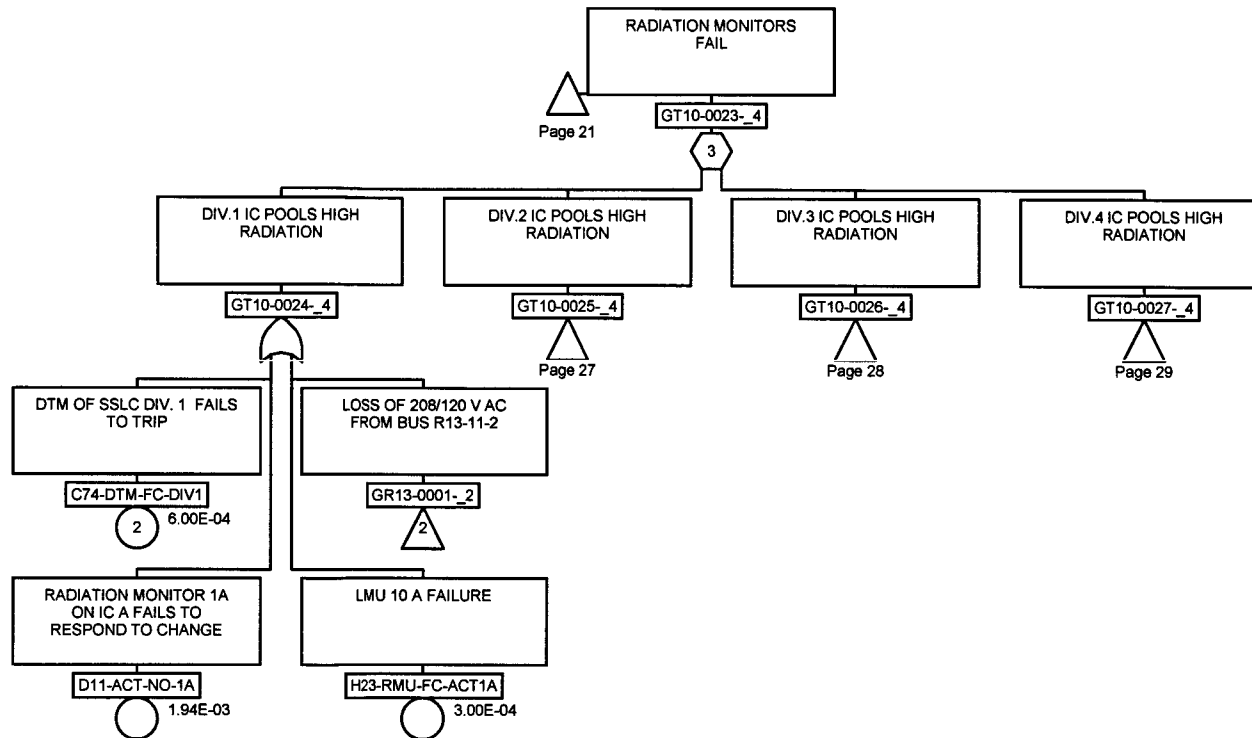 RADIATION MONITORS
FAIL
Page 21
GT10-0023-_4
3
DIV.1 IC POOLS HIGH
RADIATION
GT10-0024-_4
DIV.2 IC POOLS HIGH
RADIATION
GT10-0025-_4
Page 27
DIV.3 IC POOLS HIGH
RADIATION
GT10-0026-_4
Page 28
DIV.4 IC POOLS HIGH
RADIATION
GT10-0027-_4
Page 29
DTM OF SSLC DIV. 1 FAILS
TO TRIP
C74-DTM-FC-DIV1
2
6.00E-04
LOSS OF 208/120 V AC
FROM BUS R13-11-2
GR13-0001-_2
2
RADIATION MONITOR 1A
ON IC A FAILS TO
RESPOND TO CHANGE
D11-ACT-NO-1A
1.94E-03
LMU 10 A FAILURE
H23-RMU-FC-ACT1A
3.00E-04